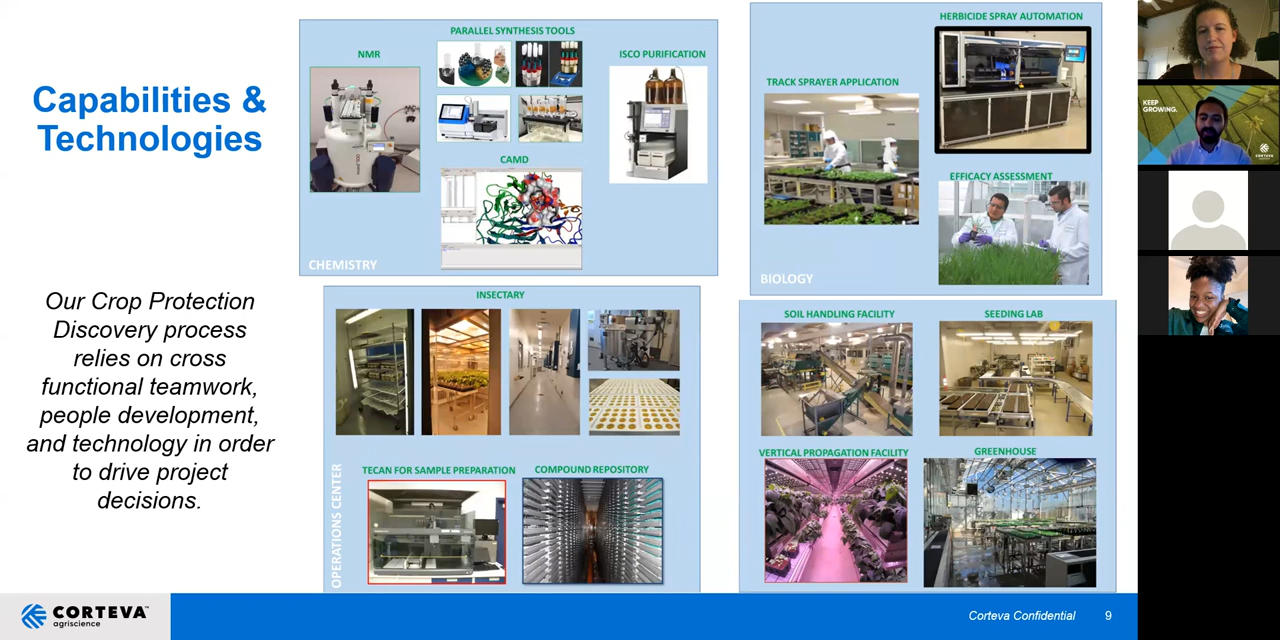 Capabilities &
Technologies
Our Crop Protection
Discovery process
relies on cross
functional teamwork,
people development,
and technology in order
to drive project
decisions.
NMR
PARALLEL SYNTHESIS TOOLS
ISCO PURIFICATION
CAMD
CHEMISTRY
HERBICIDE SPRAY AUTOMATION
TRACK SPRAYER APPLICATION
EFFICACY ASSESSMENT
BIOLOGY
INSECTARY
TECAN FOR SAMPLE PREPARATION
COMPOUND REPOSITORY
OPERATIONS CENTER
SOIL HANDLING FACILITY
SEEDING LAB
VERTICAL PROPAGATION FACILITY
GREENHOUSE
CORTEVA™
agriscience
Corteva Confidential
9
KEEP
GROWING.
CORTEVA